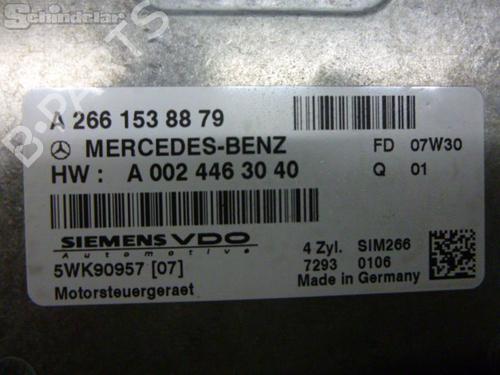 Schindelar
B-PARTS
A 266 153 88 79
MERCEDES-BENZ
FD 07W30
HW : A 002 446 30 40
Q 01
SIEMENS VDO
Automotive
4 Zyl. SIM266
5WK90957 [07]
7293 0106
Motorsteuergeraet
Made in Germany